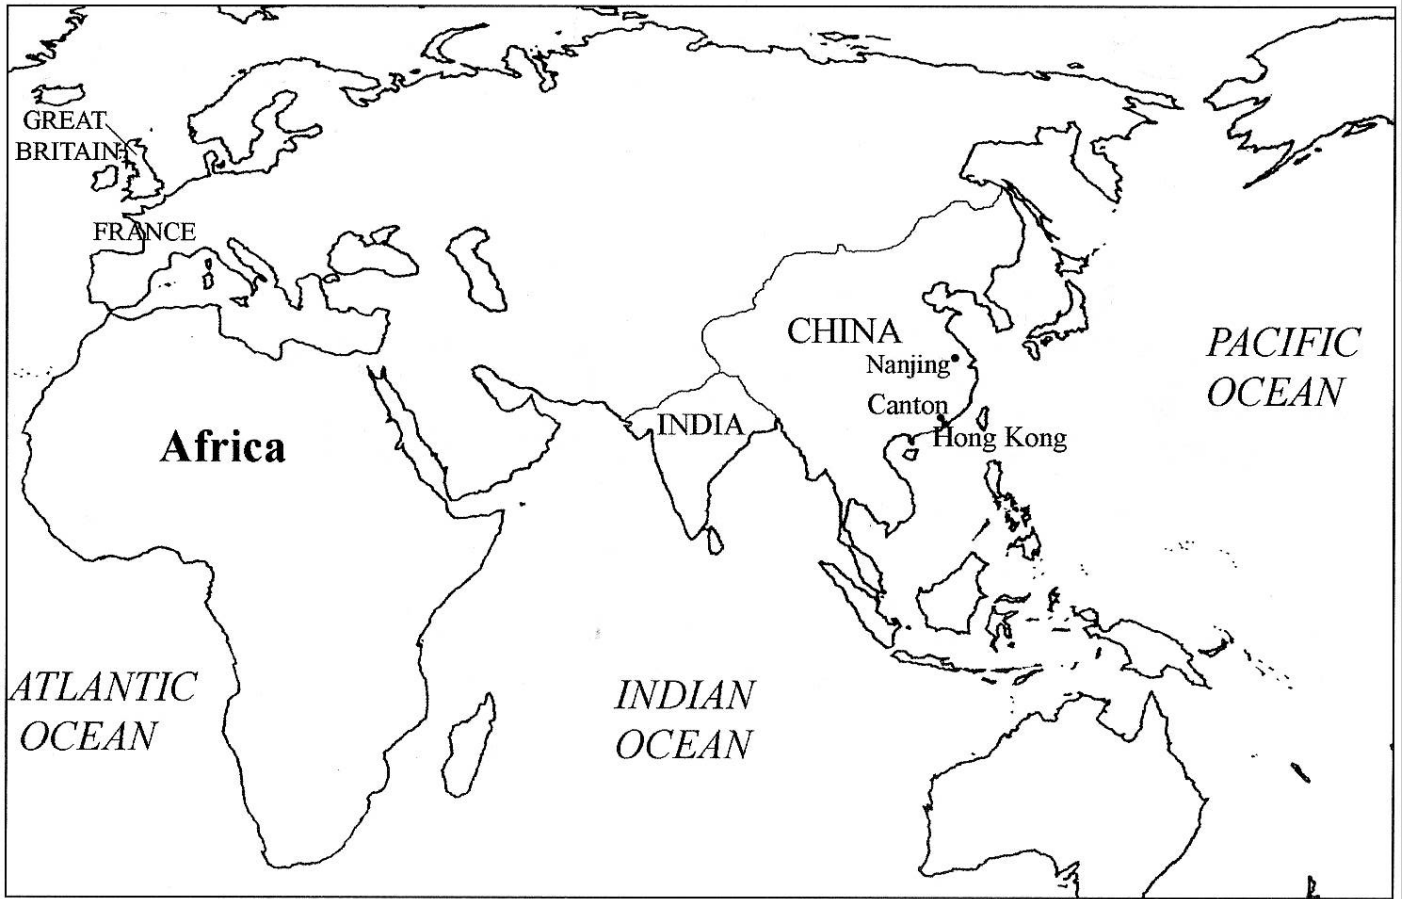 GREAT
BRITAIN
FRANCE
CHINA
Nanjing
PACIFIC
OCEAN
Canton
INDIA
Hong Kong
Africa
ATLANTIC
OCEAN
INDIAN
OCEAN